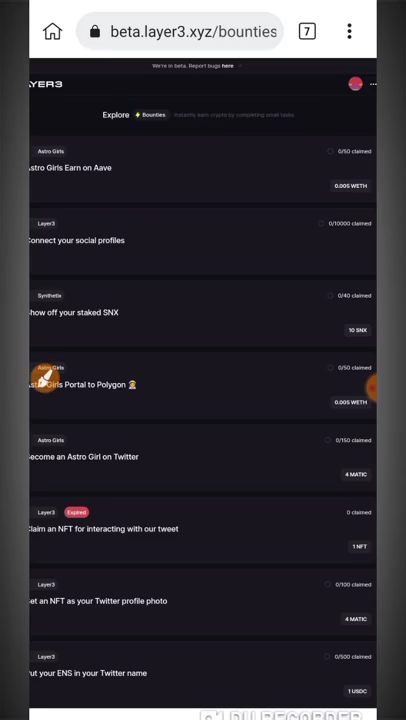 beta.layer3.xyz/bounties
7
We're in beta. Report bugs here
YER3
Explore Bounties Instantly earn crypto by completing small tasks
Astro Girls 0/50 claimed
Astro Girls Earn on Aave
0.005 WETH
Layer3 0/10000 claimed
Connect your social profiles
Synthetix 0/40 claimed
how off your staked SNX
10 SNX
Astro Girls 0/50 claimed
Girls Portal to Polygon
0.005 WETH
Astro Girls 0/150 claimed
Become an Astro Girl on Twitter
4 MATIC
Layer3 Expired 0 claimed
Claim an NFT for interacting with our tweet
1 NFT
Layer3 0/100 claimed
et an NFT as your Twitter profile photo
4 MATIC
Layer3 0/500 claimed
ut your ENS in your Twitter name
1 USDC
RECORDER